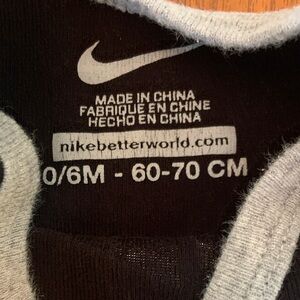 MADE IN CHINA
FABRIQUE EN CHINE
HECHO EN CHINA
nikebetterworld.com
0/6M - 60-70 CM